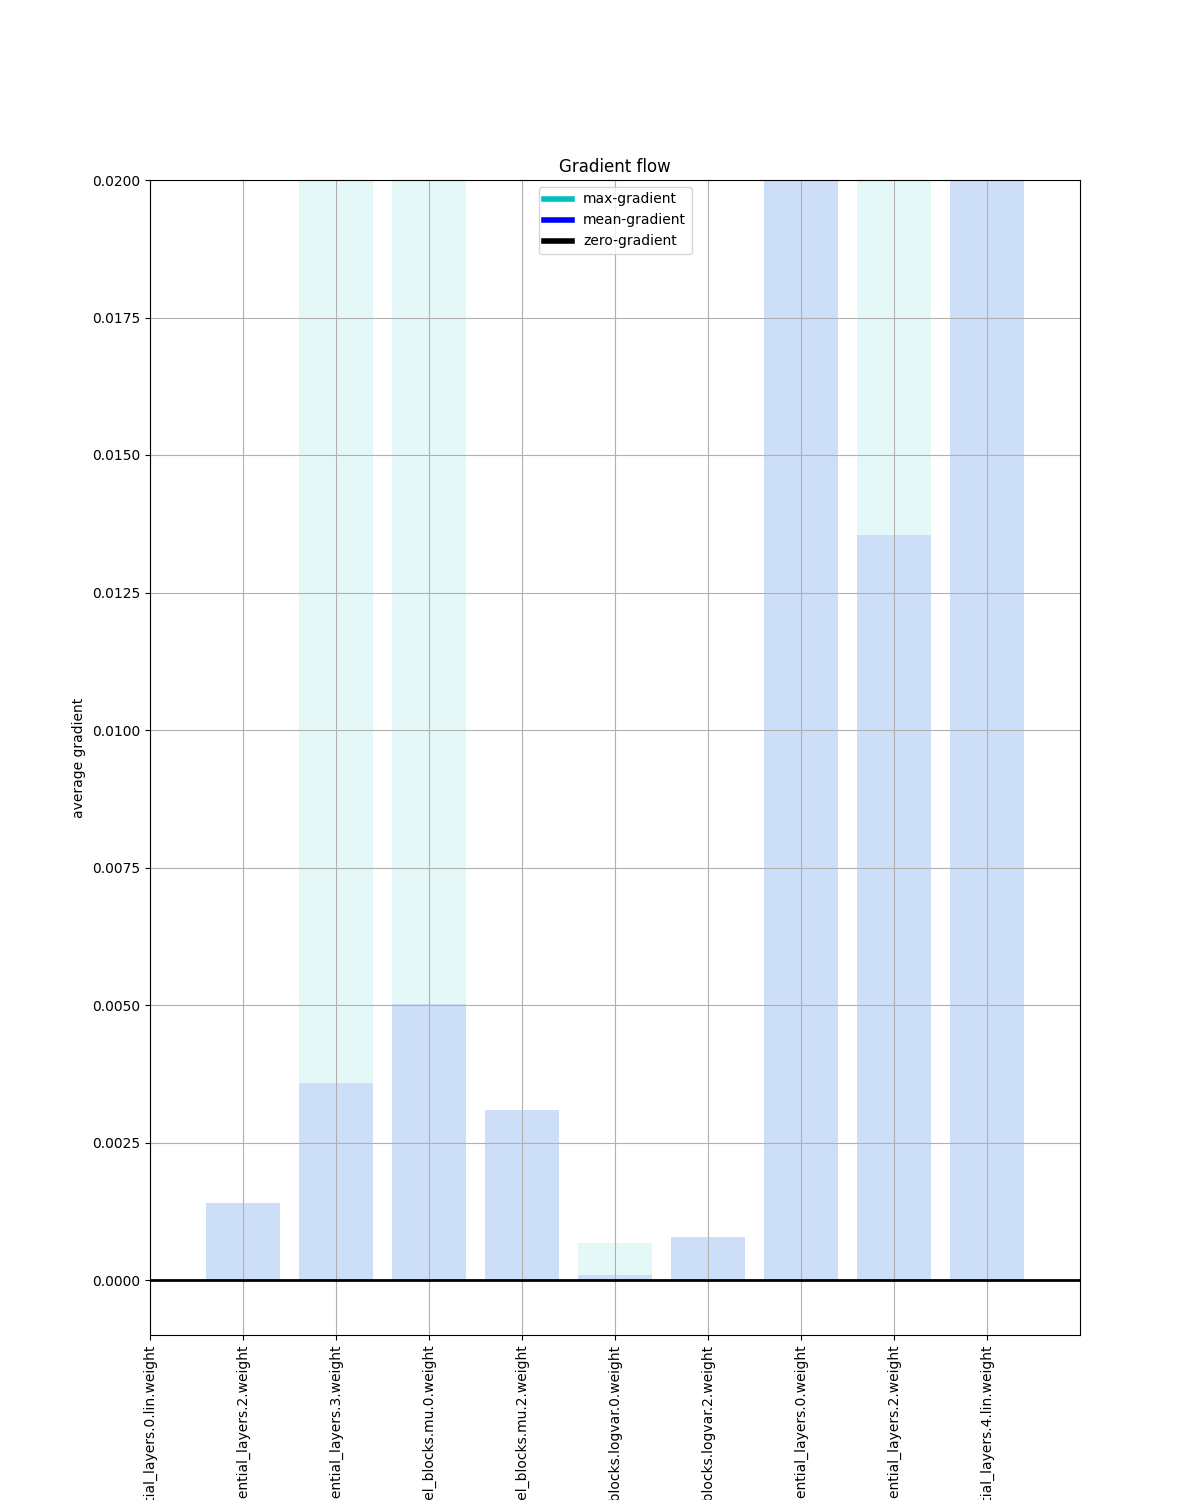 Gradient flow
max-gradient
mean-gradient
zero-gradient
0.0200
0.0175
0.0150
0.0125
0.0100
0.0075
0.0050
0.0025
0.0000
average gradient
tial_layers.0.lin.weight
ential_layers.2.weight
ential_layers.3.weight
el_blocks.mu.0.weight
el_blocks.mu.2.weight
blocks.logvar.0.weight
blocks.logvar.2.weight
ential_layers.0.weight
ential_layers.2.weight
tial_layers.4.lin.weight